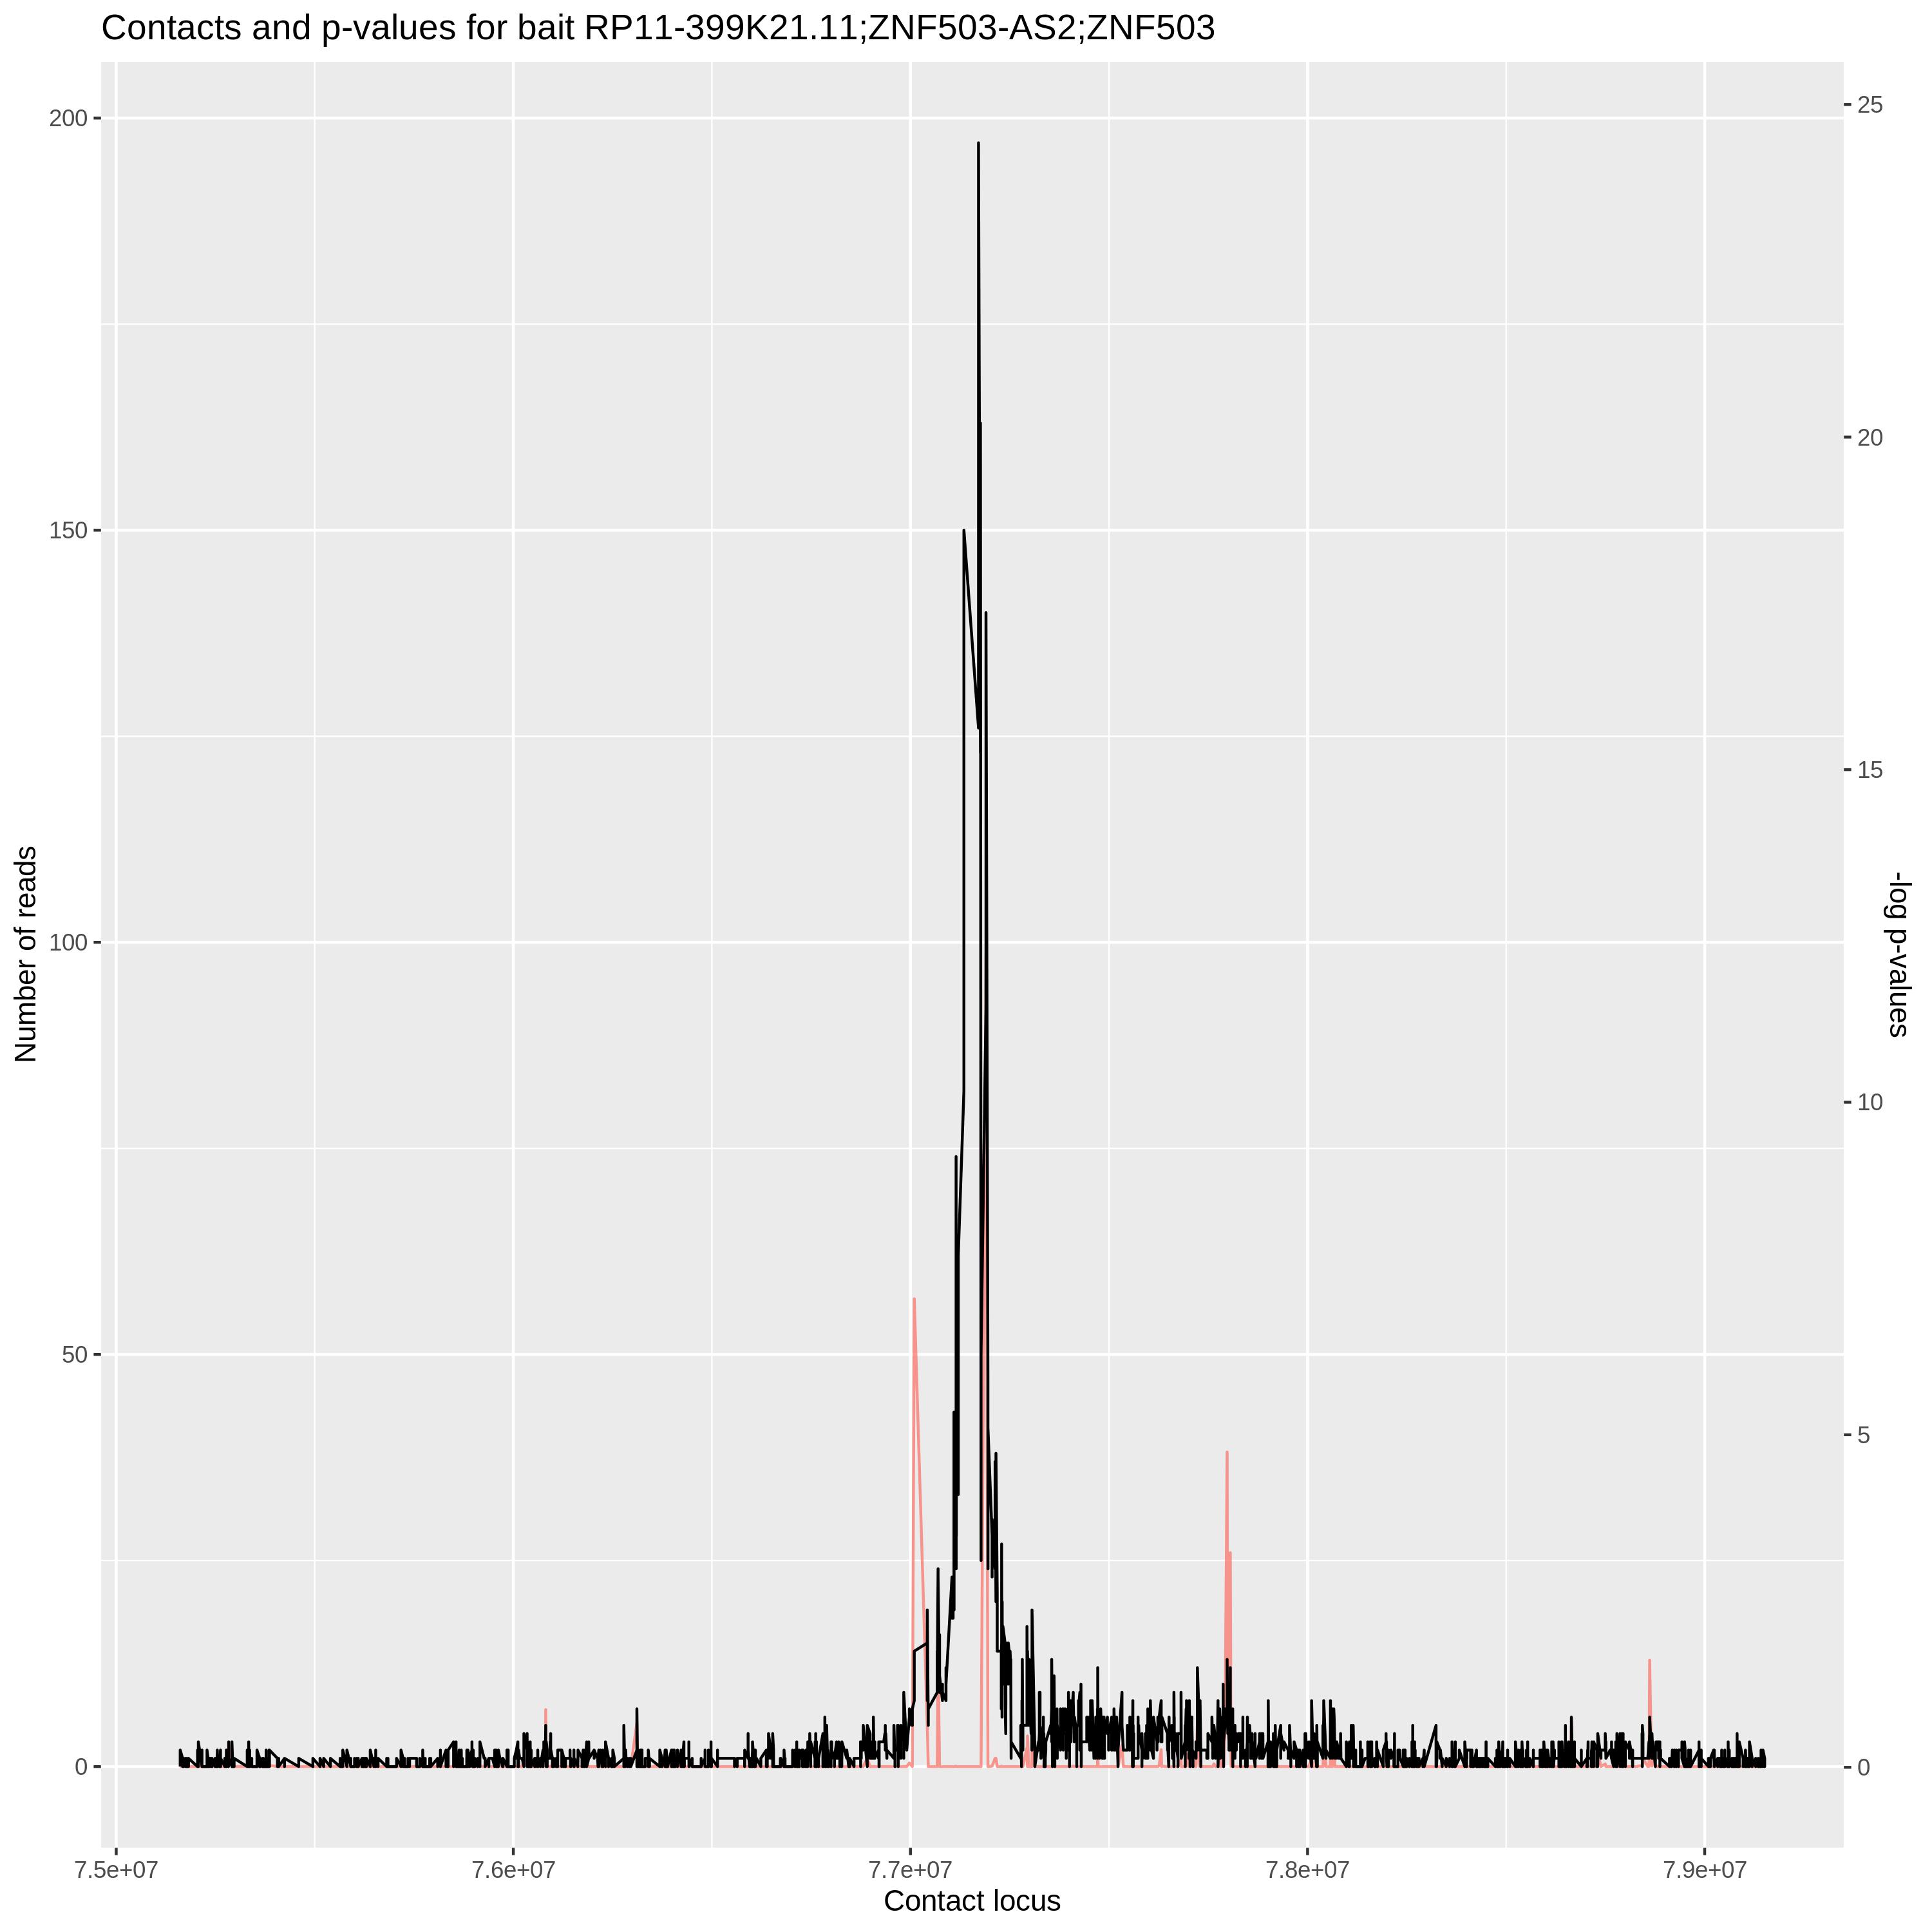 Contacts and p-values for bait RP11-399K21.11;ZNF503-AS2;ZNF503
200
150
100
50
0
Number of reads
25
20
15
10
5
0
-log p-values
7.5e+07
7.6e+07
7.7e+07
7.8e+07
7.9e+07
Contact locus